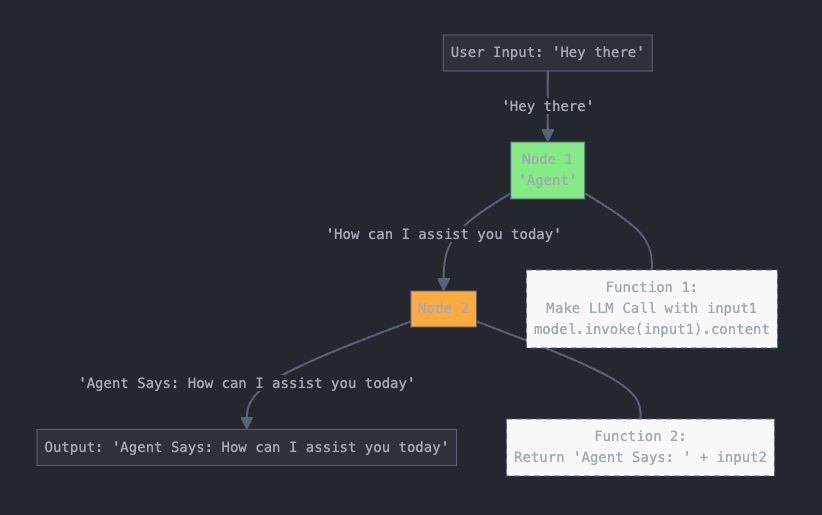 User Input: 'Hey there'
'Hey there'
Node 1
'Agent'
'How can I assist you today'
Function 1:
Make LLM Call with input1
model.invoke(input1).content
Node 2
'Agent Says: How can I assist you today'
Output: 'Agent Says: How can I assist you today'
Function 2:
Return 'Agent Says: ' + input2